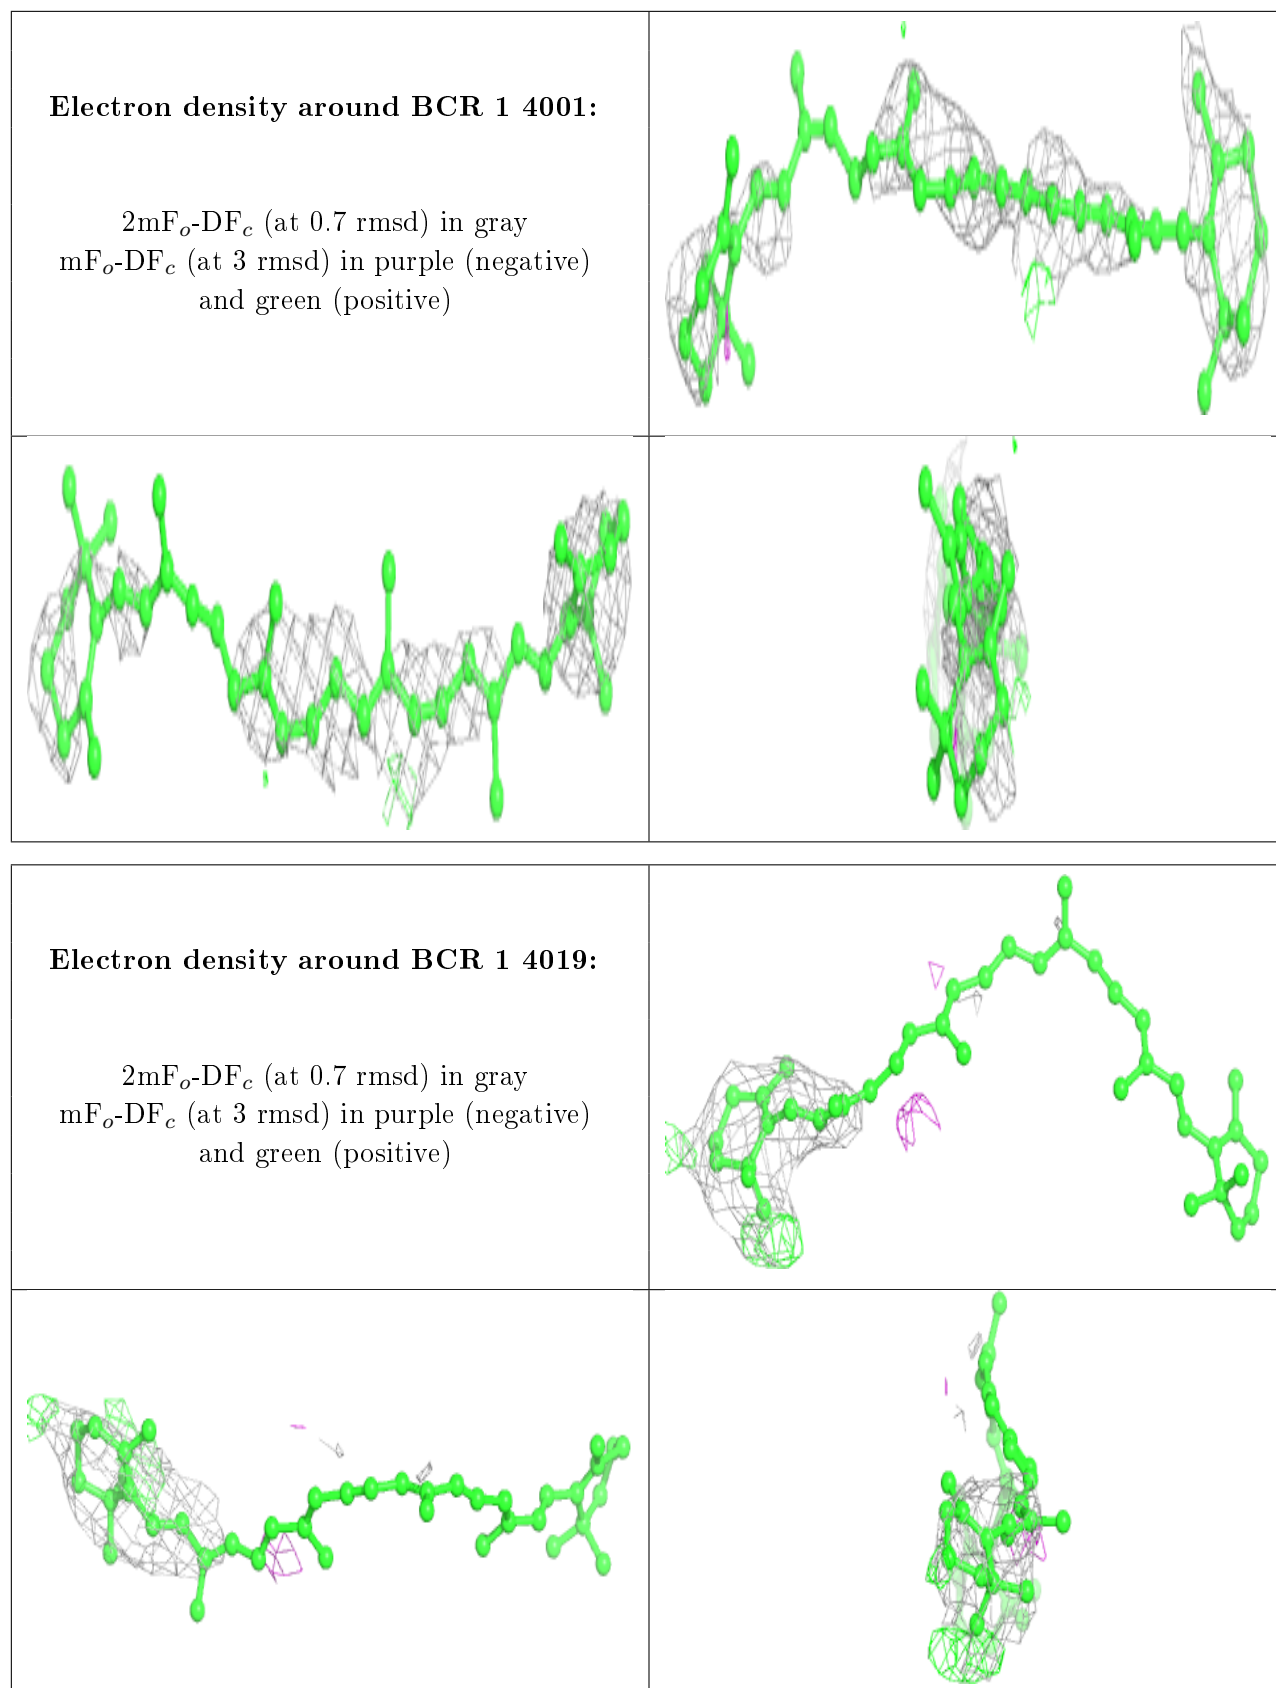 Electron density around BCR 1 4001:
2mFo-DFc (at 0.7 rmsd) in gray
mFo-DFc (at 3 rmsd) in purple (negative)
and green (positive)
Electron density around BCR 1 4019:
2mFo-DFc (at 0.7 rmsd) in gray
mFo-DFc (at 3 rmsd) in purple (negative)
and green (positive)